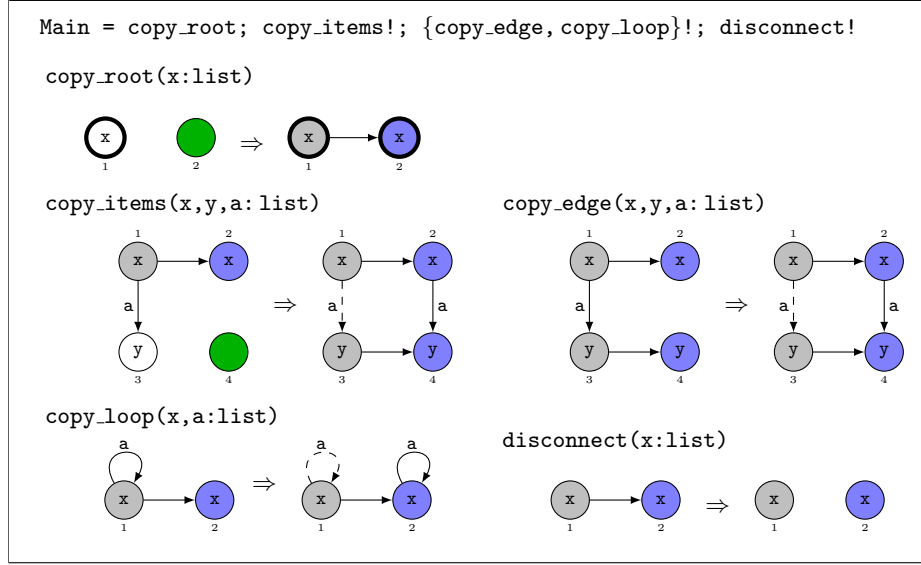 Main = copy_root; copy_items!; {copy_edge, copy_loop}!; disconnect!
copy_root(x:list)
x ⇒ x x
1 2 1 2
copy_items(x,y,a: list) copy_edge(x,y,a: list)
1 2 1 2 1 2 1 2
x x x x x x x x
a ⇒ a a a ⇒ a a
y y y y y y y
3 4 3 4 3 4 3 4
copy_loop(x,a:list)
disconnect(x:list)
a a a
x x ⇒ x x x x ⇒ x x
1 2 1 2 1 2 1 2